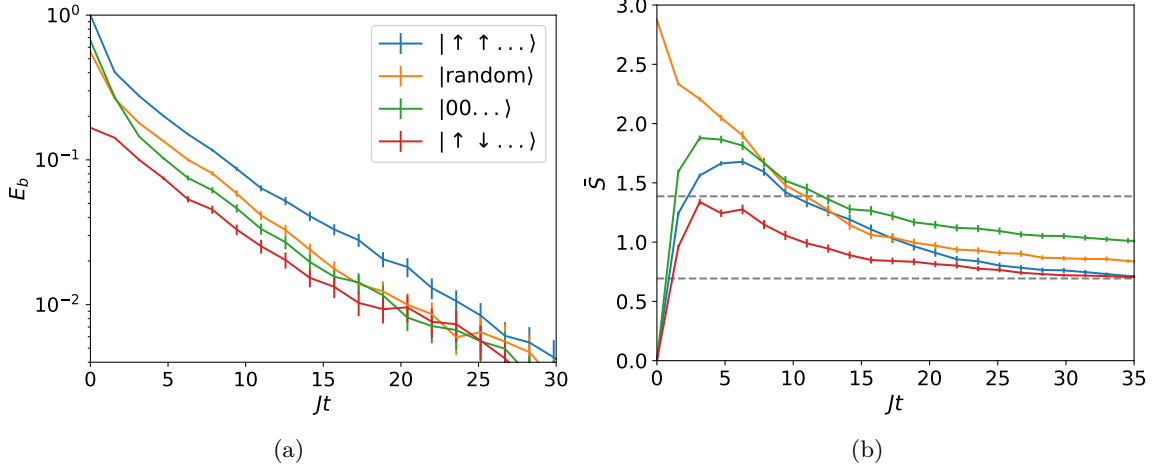 10^0
10^{-1}
10^{-2}
E_b
0 5 10 15 20 25 30
Jt
| ↑ ↑ ...⟩
|random⟩
|00...⟩
| ↑ ↓ ...⟩
(a)
3.0
2.5
2.0
1.5
1.0
0.5
0.0
S̄
0 5 10 15 20 25 30 35
Jt
(b)